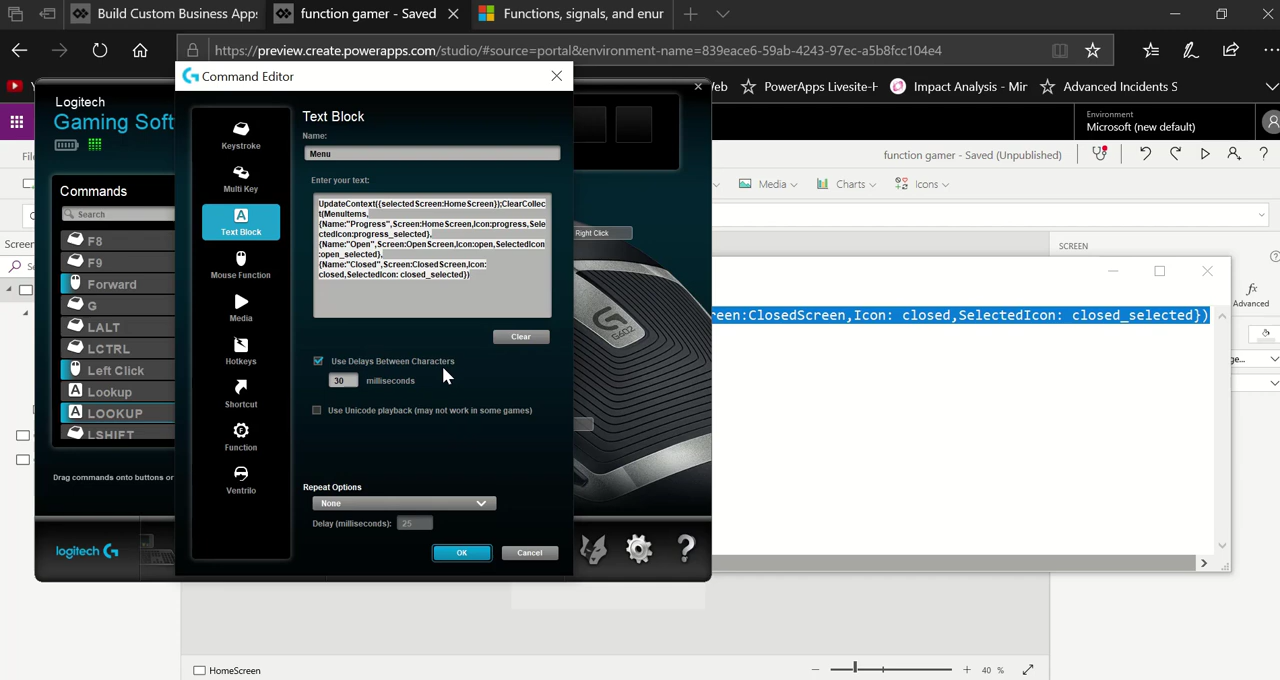 Build Custom Business Apps
function gamer - Saved
Functions, signals, and enur
https://preview.create.powerapps.com/studio/#source=portal&environment-name=839eace6-59ab-4243-97ec-a5b8fcc104e4
PowerApps Livesite-H
Impact Analysis - Mir
Advanced Incidents S
Environment
Microsoft (new default)
function gamer - Saved (Unpublished)
Media
Charts
Icons
SCREEN
Advanced
Logitech
Gaming Soft
Commands
Search
F8
F9
Forward
G
LALT
LCTRL
Left Click
Lookup
LOOKUP
LSHIFT
Drag commands onto buttons or
logitech
Command Editor
Keystroke
Multi Key
Text Block
Mouse Function
Media
Hotkeys
Shortcut
Function
Ventrilo
Text Block
Name:
Menu
Enter your text:
UpdateContext({selectedScreen:HomeScreen});ClearCollec
t(MenuItems,
{Name:"Progress",Screen:HomeScreen,Icon:progress,Sele
ctedIcon:progress_selected},
{Name:"Open",Screen:OpenScreen,Icon:open,SelectedIcon
:open_selected},
{Name:"Closed",Screen:ClosedScreen,Icon:
closed,SelectedIcon: closed_selected})
Clear
Use Delays Between Characters
30 milliseconds
Use Unicode playback (may not work in some games)
Repeat Options
None
Delay (milliseconds): 25
OK
Cancel
Right Click
G602
reen:ClosedScreen,Icon: closed,SelectedIcon: closed_selected})
HomeScreen
40 %